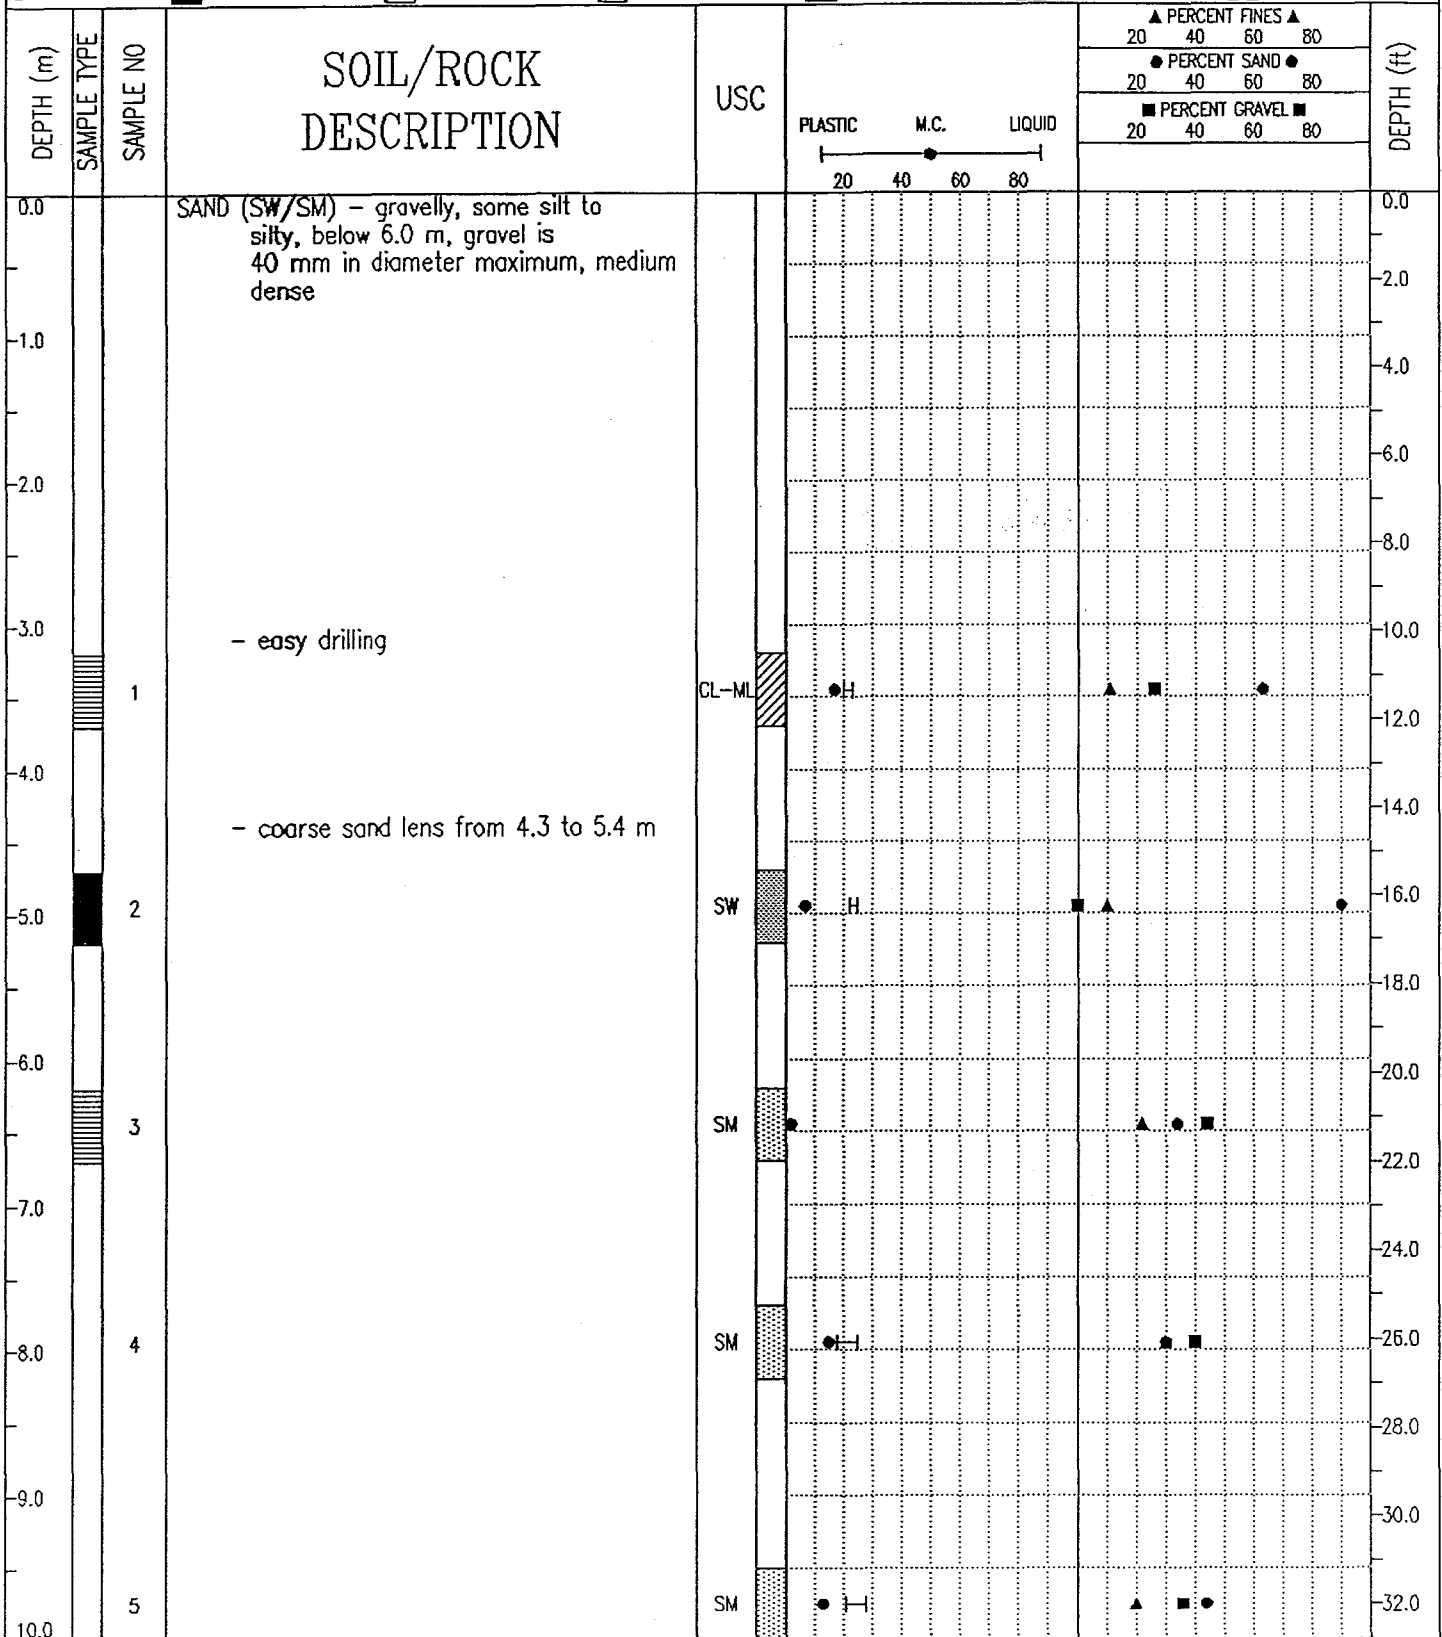 DEPTH (m)
SAMPLE TYPE
SAMPLE NO
SOIL/ROCK
DESCRIPTION
USC
PLASTIC M.C. LIQUID
20 40 60 80
▲ PERCENT FINES ▲
20 40 60 80
● PERCENT SAND ●
20 40 60 80
■ PERCENT GRAVEL ■
20 40 60 80
DEPTH (ft)
0.0
SAND (SW/SM) – gravelly, some silt to
silty, below 6.0 m, gravel is
40 mm in diameter maximum, medium
dense
0.0
2.0
1.0
4.0
6.0
2.0
8.0
3.0
– easy drilling
10.0
1
CL–ML
12.0
4.0
14.0
– coarse sand lens from 4.3 to 5.4 m
16.0
5.0
2
SW
18.0
6.0
20.0
3
SM
22.0
7.0
24.0
26.0
8.0
4
SM
28.0
9.0
30.0
5
SM
32.0
10.0